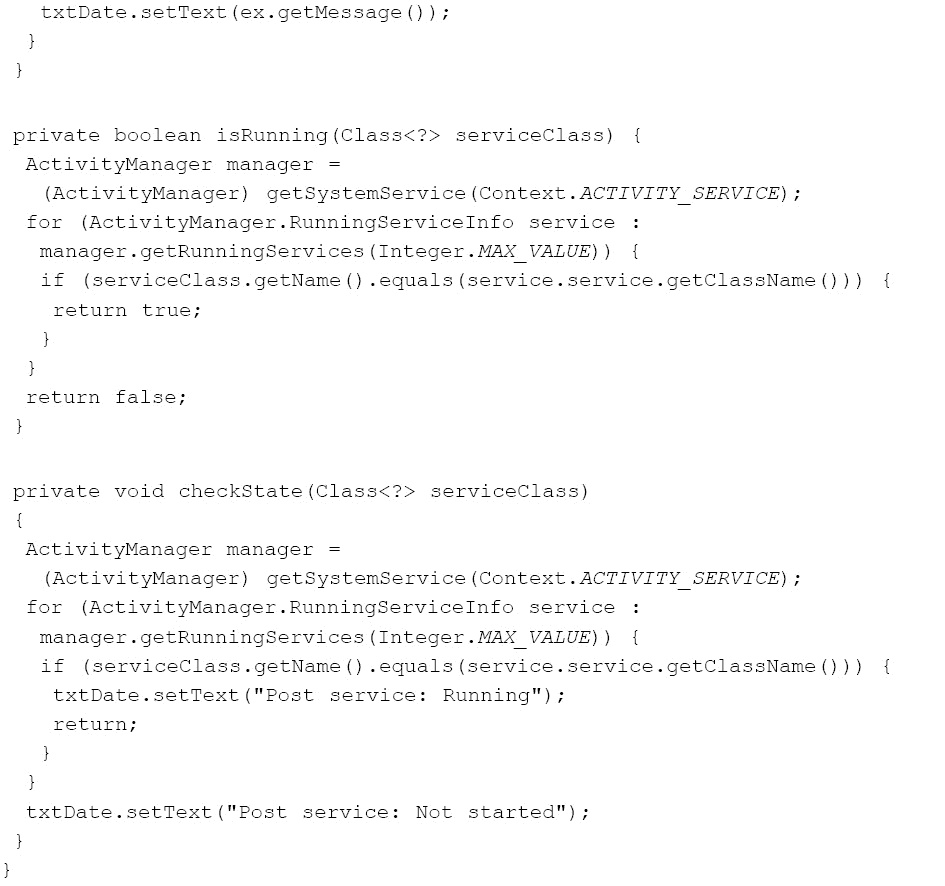 txtDate.setText(ex.getMessage());
}
}
private boolean isRunning(Class<?> serviceClass) {
ActivityManager manager =
(ActivityManager) getSystemService(Context.ACTIVITY_SERVICE);
for (ActivityManager.RunningServiceInfo service :
manager.getRunningServices(Integer.MAX_VALUE)) {
if (serviceClass.getName().equals(service.service.getClassName())) {
return true;
}
}
return false;
}
private void checkState(Class<?> serviceClass)
{
ActivityManager manager =
(ActivityManager) getSystemService(Context.ACTIVITY_SERVICE);
for (ActivityManager.RunningServiceInfo service :
manager.getRunningServices(Integer.MAX_VALUE)) {
if (serviceClass.getName().equals(service.service.getClassName())) {
txtDate.setText("Post service: Running");
return;
}
}
txtDate.setText("Post service: Not started");
}
}